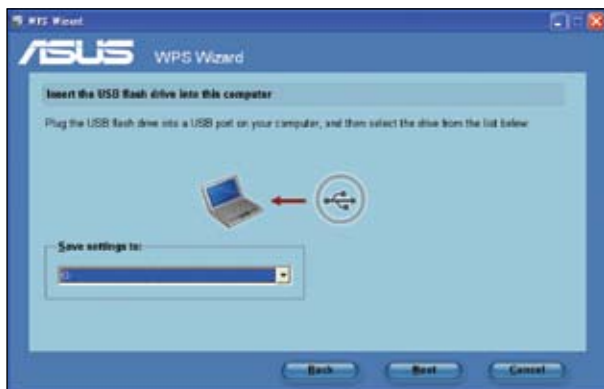 WPS Wizard
ASUS WPS Wizard
Insert the USB flash drive into this computer
Plug the USB flash drive into a USB port on your computer, and then select the drive from the list below.
Save settings to:
Back Next Cancel